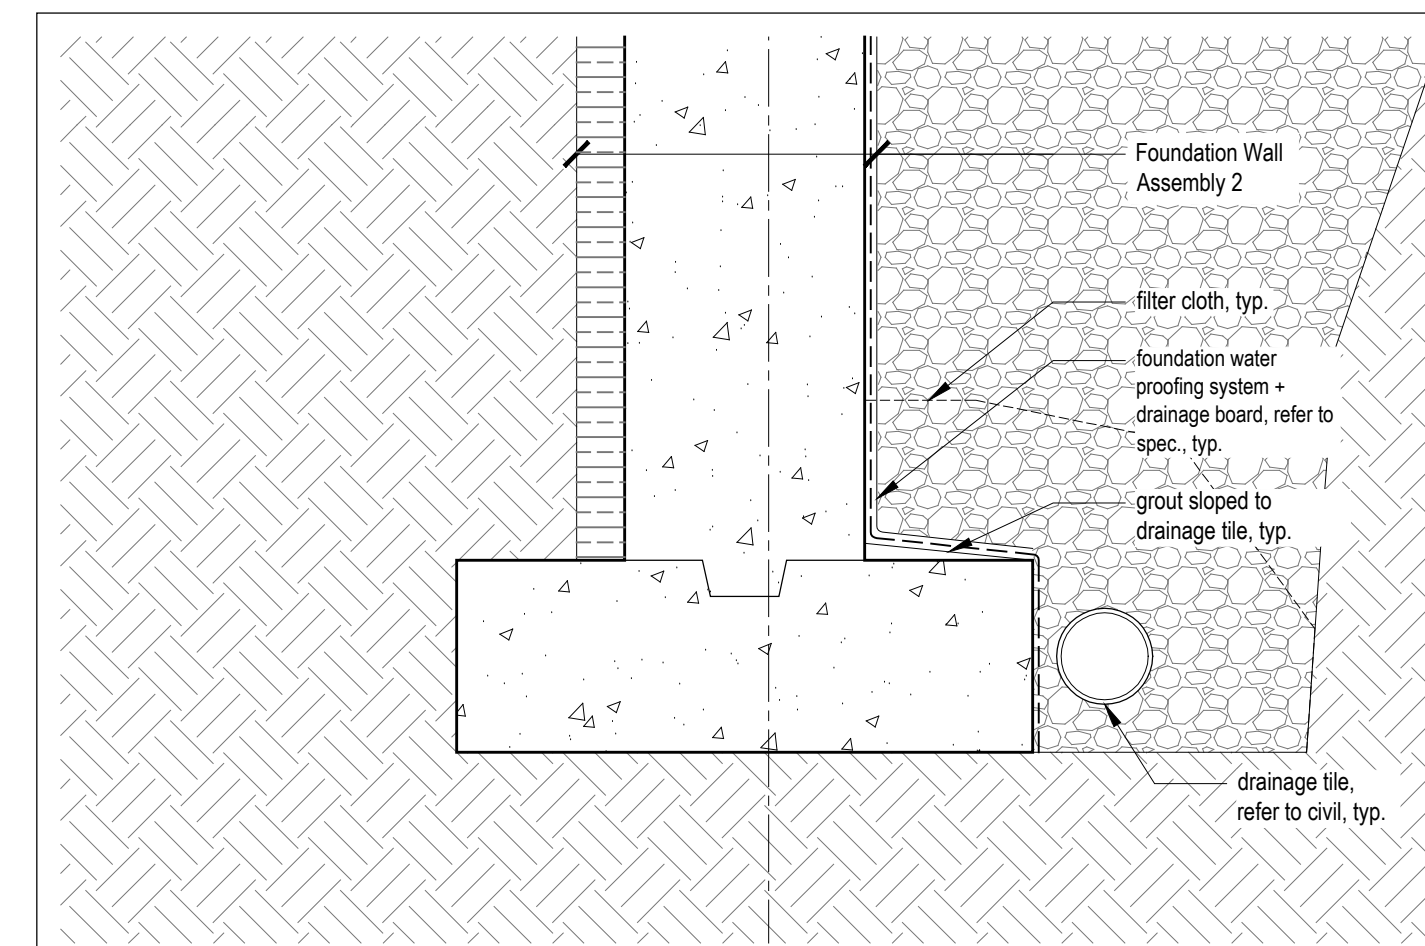 Foundation Wall
Assembly 2
filter cloth, typ.
foundation water
proofing system +
drainage board, refer to
spec., typ.
grout sloped to
drainage tile, typ.
drainage tile,
refer to civil, typ.